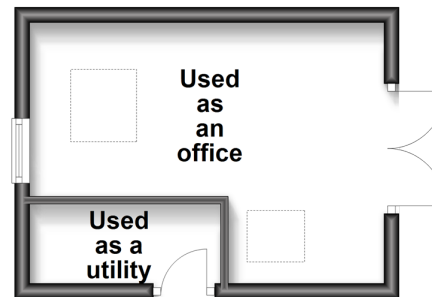 Used
as
an
office
Used
as a
utility